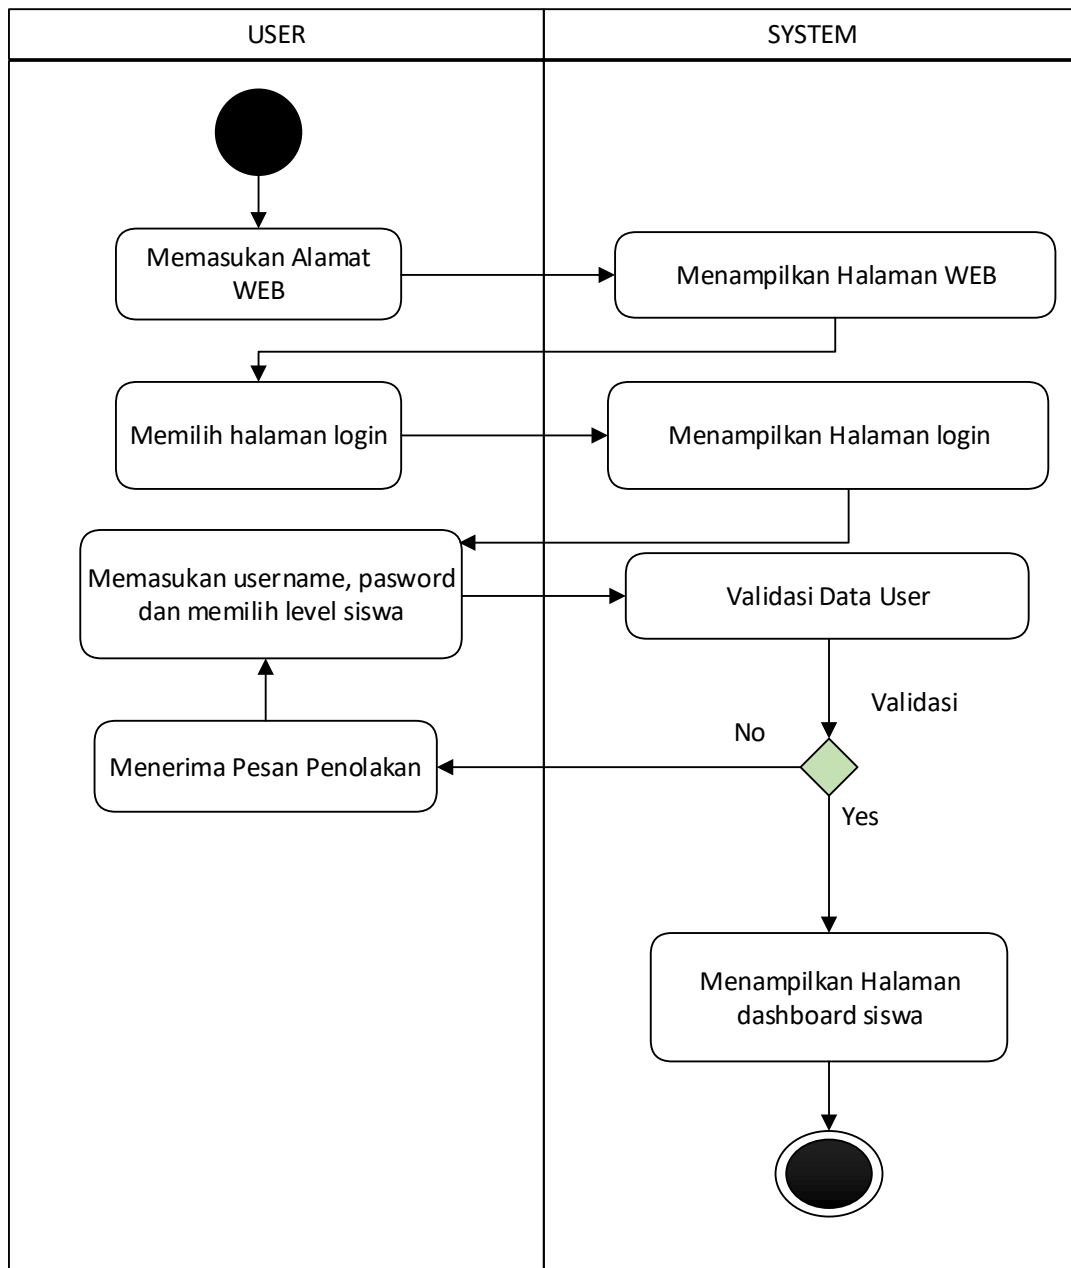 USER
SYSTEM
Memasukan Alamat
WEB
Menampilkan Halaman WEB
Memilih halaman login
Menampilkan Halaman login
Memasukan username, pasword
dan memilih level siswa
Validasi Data User
Validasi
No
Menerima Pesan Penolakan
Yes
Menampilkan Halaman
dashboard siswa